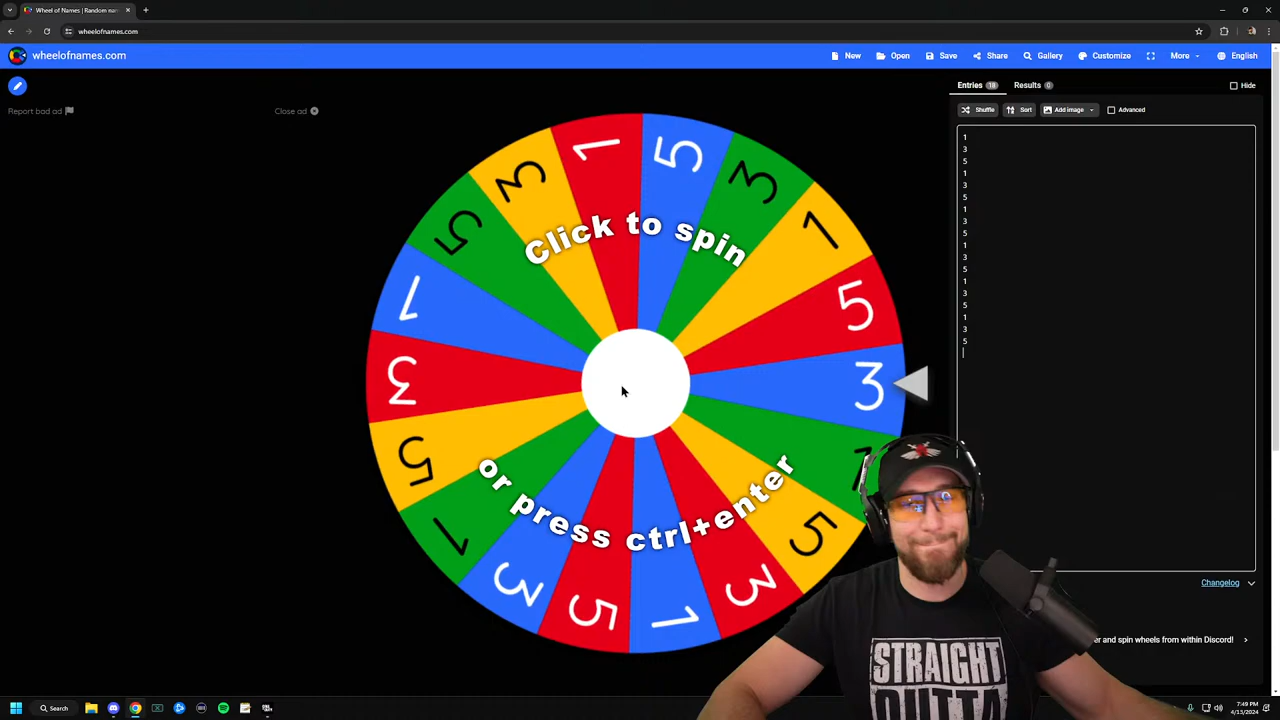 Wheel of Names | Random nam
wheelofnames.com
wheelofnames.com
New
Open
Save
Share
Gallery
Customize
More
English
Report bad ad
Close ad
Entries 18
Results 0
Hide
Shuffle
Sort
Add image
Advanced
1
3
5
1
3
5
1
3
5
1
3
5
1
3
5
1
3
5
Click to spin
or press ctrl+enter
5
3
1
5
3
1
5
3
1
5
3
1
5
3
1
5
3
1
Changelog
er and spin wheels from within Discord!
STRAIGHT
OUTTA
Search
7:49 PM
4/13/2024